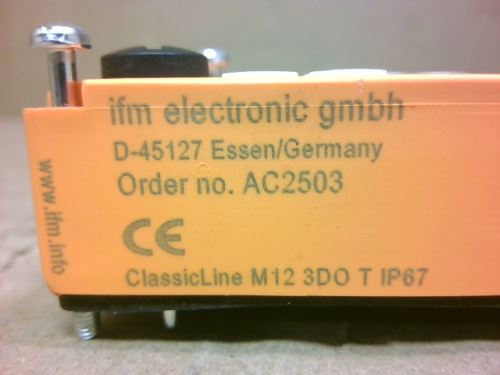 ifm electronic gmbh
D-45127 Essen/Germany
Order no. AC2503
CE
ClassicLine M12 3DO T IP67
www.ifm.info